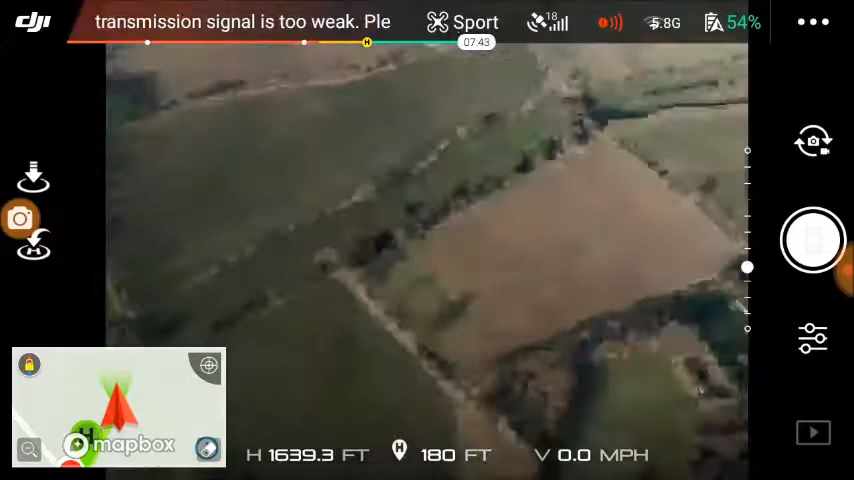 dji transmission signal is too weak. Ple Sport 18 5.8G 54%
07:43
H
H
H mapbox
H 1639.3 FT H 180 FT V 0.0 MPH